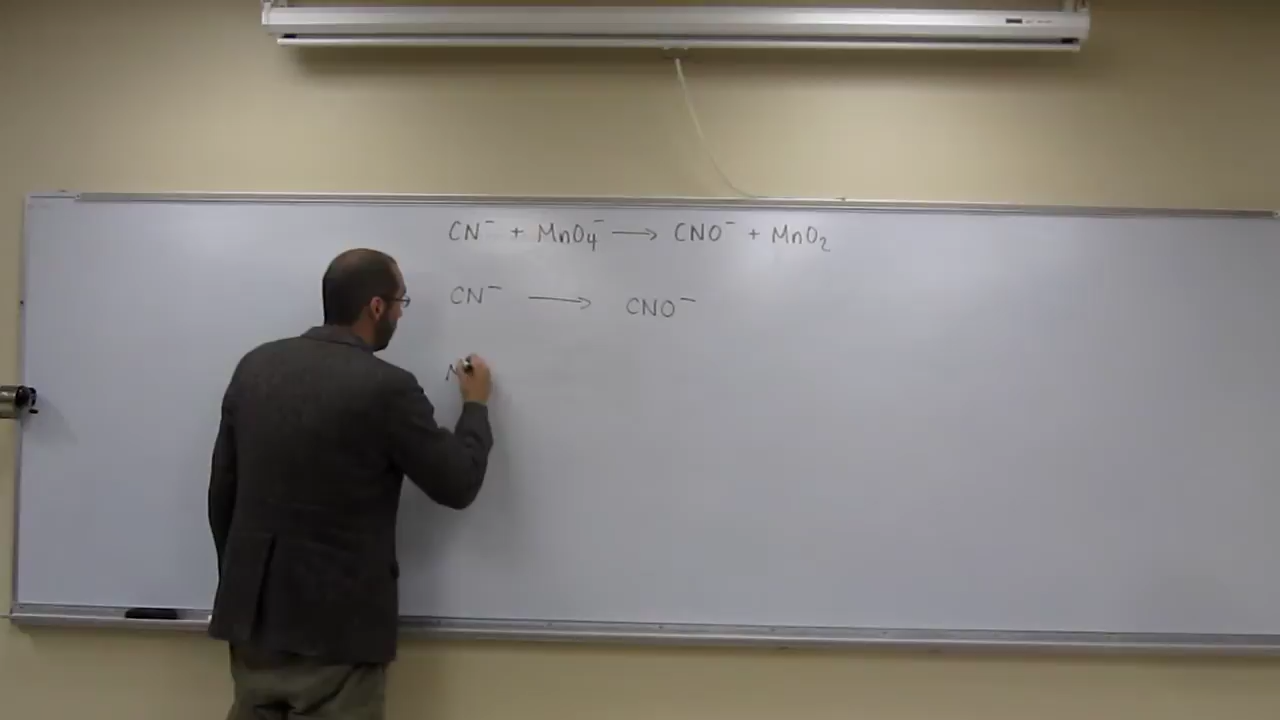 CN⁻ + MnO₄⁻ ⟶ CNO⁻ + MnO₂
CN⁻ ⟶ CNO⁻